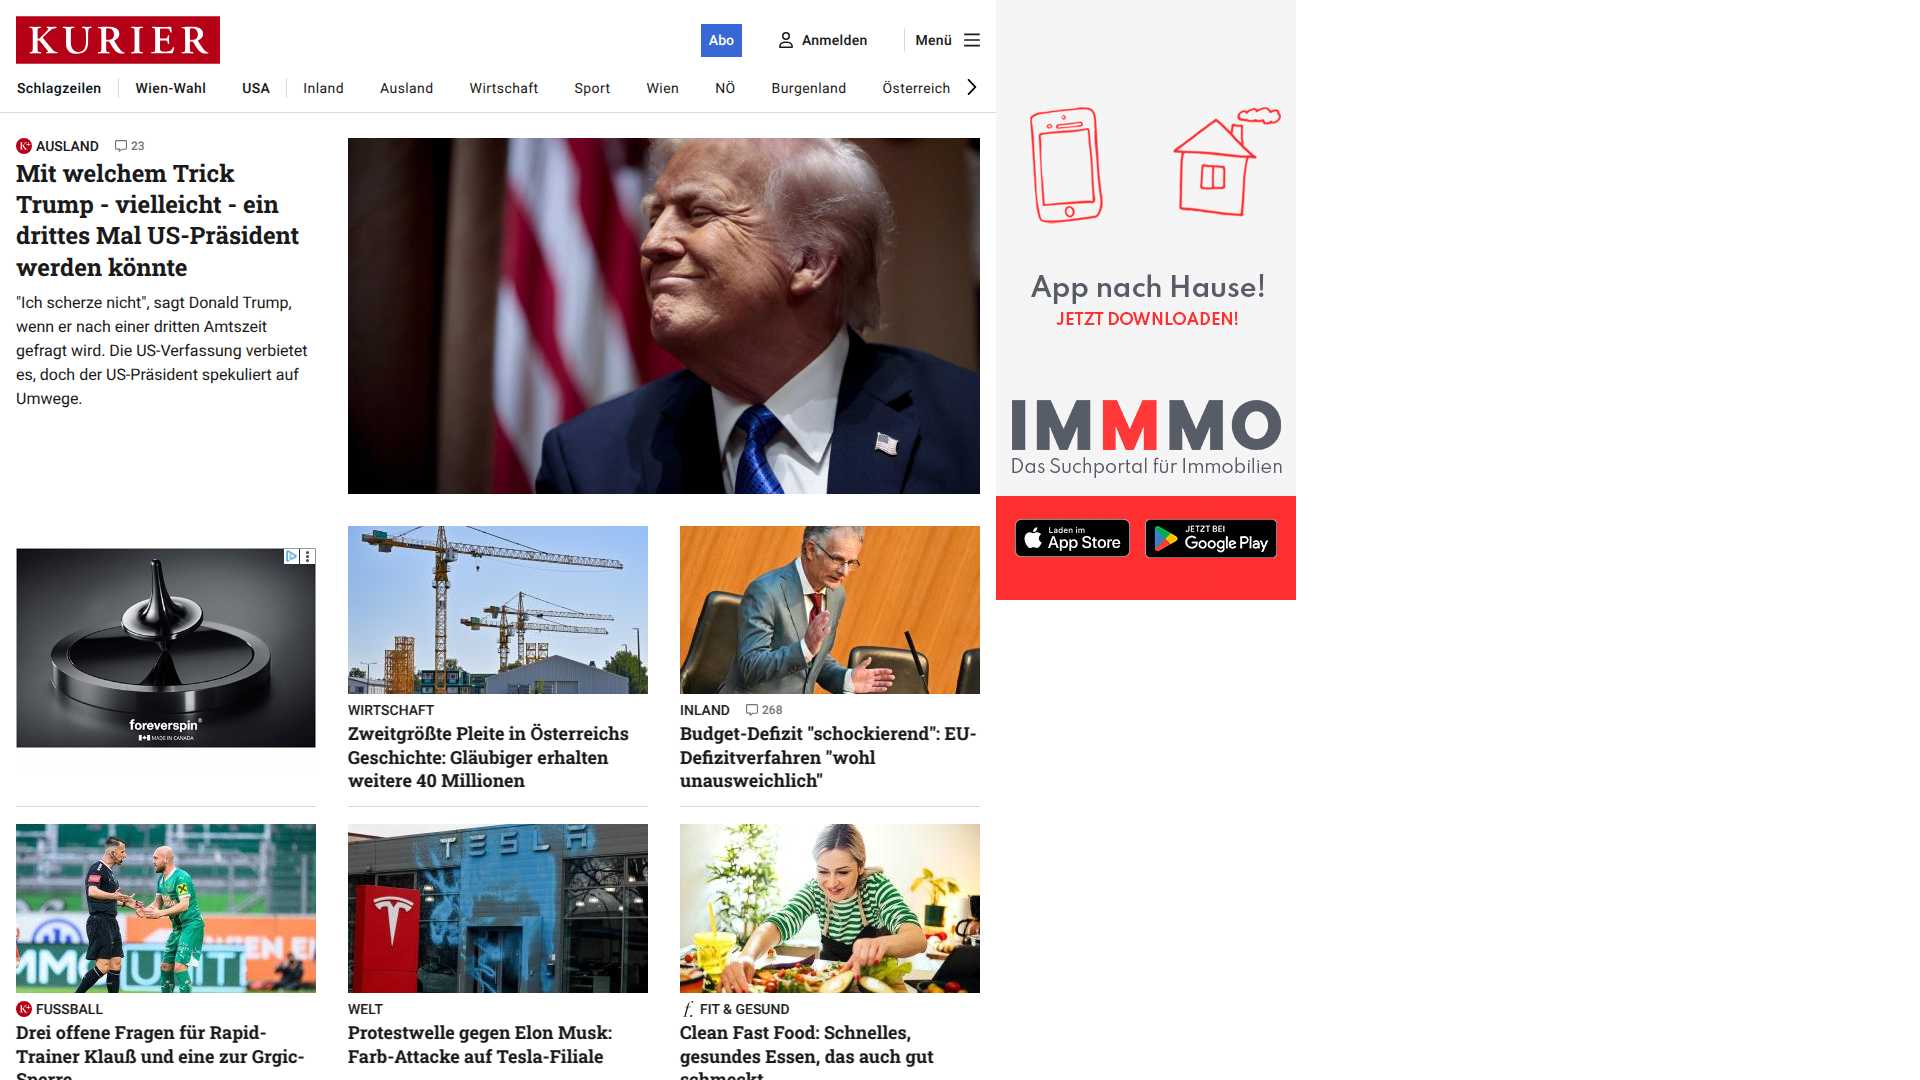 KURIER
Abo
Anmelden
Menü
Schlagzeilen
Wien-Wahl
USA
Inland
Ausland
Wirtschaft
Sport
Wien
NÖ
Burgenland
Österreich
K+ AUSLAND 23
Mit welchem Trick
Trump - vielleicht - ein
drittes Mal US-Präsident
werden könnte
"Ich scherze nicht", sagt Donald Trump,
wenn er nach einer dritten Amtszeit
gefragt wird. Die US-Verfassung verbietet
es, doch der US-Präsident spekuliert auf
Umwege.
App nach Hause!
JETZT DOWNLOADEN!
IMMMO
Das Suchportal für Immobilien
Laden im
App Store
JETZT BEI
Google Play
foreverspin®
MADE IN CANADA
WIRTSCHAFT
Zweitgrößte Pleite in Österreichs
Geschichte: Gläubiger erhalten
weitere 40 Millionen
INLAND 268
Budget-Defizit "schockierend": EU-
Defizitverfahren "wohl
unausweichlich"
K+ FUSSBALL
Drei offene Fragen für Rapid-
Trainer Klauß und eine zur Grgic-
Sperre
TESLA
WELT
Protestwelle gegen Elon Musk:
Farb-Attacke auf Tesla-Filiale
f. FIT & GESUND
Clean Fast Food: Schnelles,
gesundes Essen, das auch gut
schmeckt